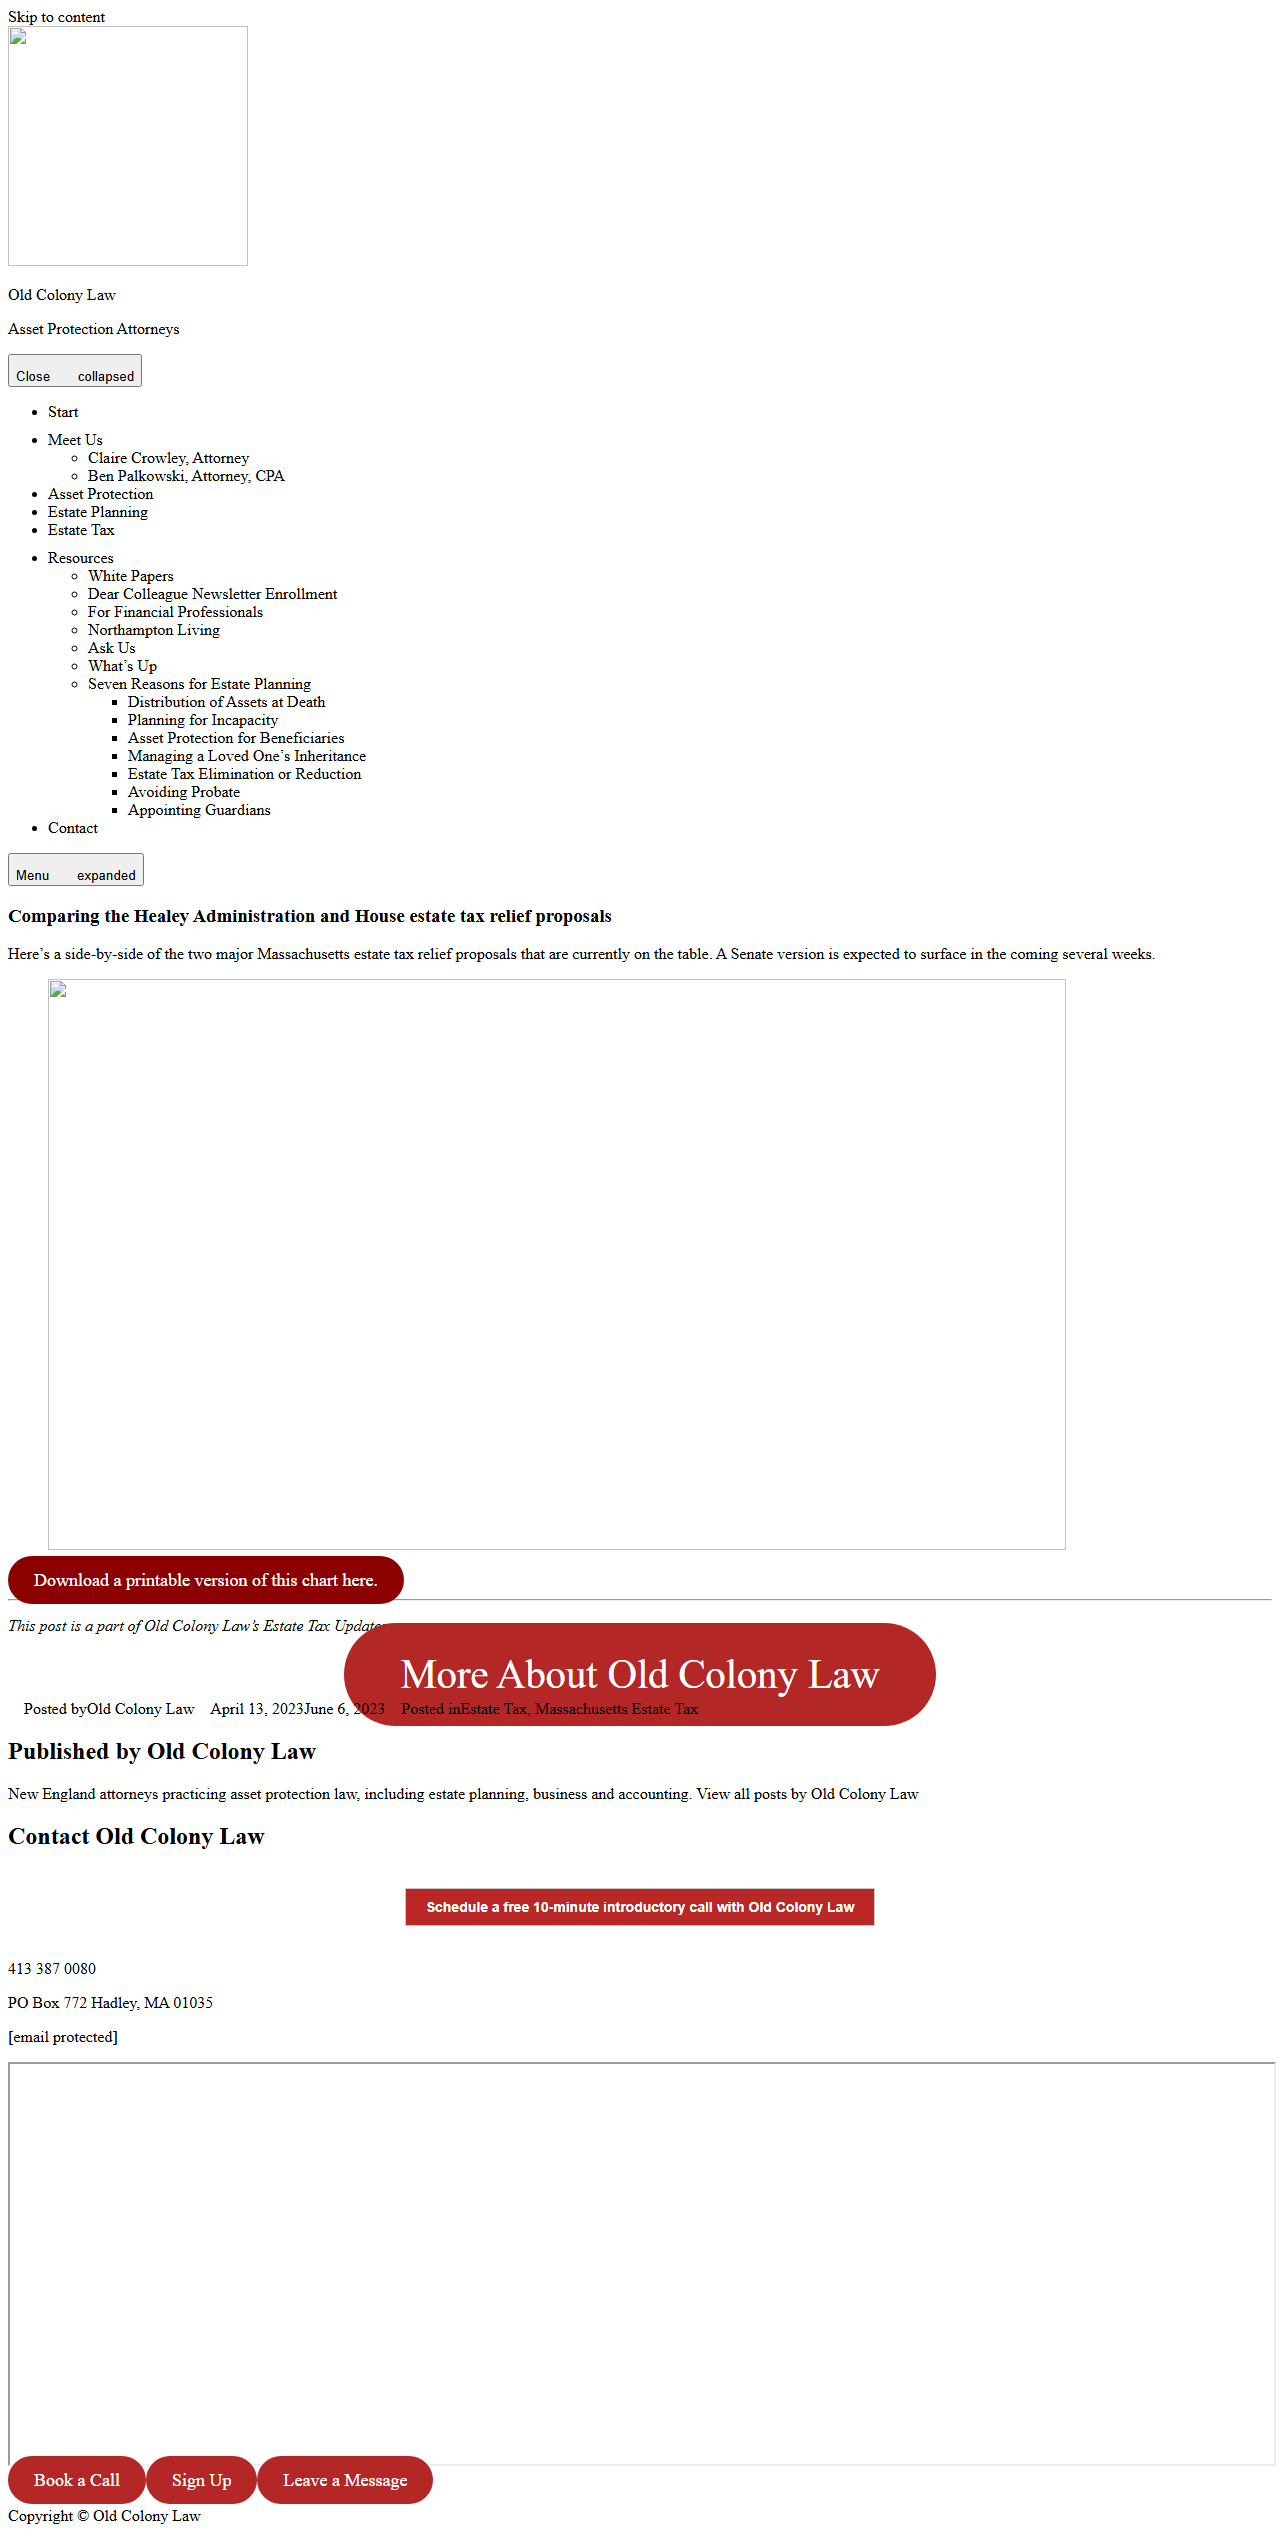 Skip to content
Old Colony Law
Asset Protection Attorneys
Close collapsed
Start
Meet Us
Claire Crowley, Attorney
Ben Palkowski, Attorney, CPA
Asset Protection
Estate Planning
Estate Tax
Resources
White Papers
Dear Colleague Newsletter Enrollment
For Financial Professionals
Northampton Living
Ask Us
What’s Up
Seven Reasons for Estate Planning
Distribution of Assets at Death
Planning for Incapacity
Asset Protection for Beneficiaries
Managing a Loved One’s Inheritance
Estate Tax Elimination or Reduction
Avoiding Probate
Appointing Guardians
Contact
Menu expanded
Comparing the Healey Administration and House estate tax relief proposals
Here’s a side-by-side of the two major Massachusetts estate tax relief proposals that are currently on the table. A Senate version is expected to surface in the coming several weeks.
Download a printable version of this chart here.
This post is a part of Old Colony Law’s Estate Tax Updates
More About Old Colony Law
Posted byOld Colony Law April 13, 2023June 6, 2023 Posted inEstate Tax, Massachusetts Estate Tax
Published by Old Colony Law
New England attorneys practicing asset protection law, including estate planning, business and accounting. View all posts by Old Colony Law
Contact Old Colony Law
Schedule a free 10-minute introductory call with Old Colony Law
413 387 0080
PO Box 772 Hadley, MA 01035
[email protected]
Book a Call Sign Up Leave a Message
Copyright © Old Colony Law